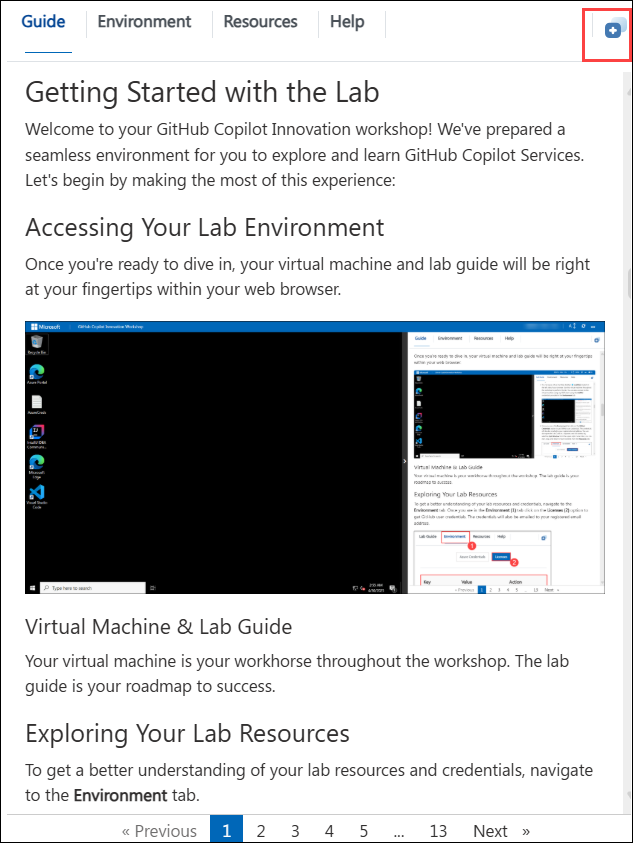 Guide Environment Resources Help
Getting Started with the Lab
Welcome to your GitHub Copilot Innovation workshop! We've prepared a
seamless environment for you to explore and learn GitHub Copilot Services.
Let's begin by making the most of this experience:
Accessing Your Lab Environment
Once you're ready to dive in, your virtual machine and lab guide will be right
at your fingertips within your web browser.
Microsoft GitHub Copilot Innovation Workshop
Recycle Bin
Azure Portal
Microsoft
Edge
Visual Studio
Code
Type here to search
Guide Environment Resources Help
Once you're ready to dive in, your virtual machine and lab guide will be right at your fingertips
within your web browser.
Virtual Machine & Lab Guide
Your virtual machine is your workhorse throughout the workshop. The lab guide is your
roadmap to success.
Exploring Your Lab Resources
To get a better understanding of your lab resources and credentials, navigate to the
Environment tab. Once you are in the Environment (1) tab click on the Licenses (2) option to
get GitHub user credentials. The credentials will also be emailed to your registered email
address.
Lab Guide Environment Resources Help
1
Azure Credentials Licenses
2
Key Value Action
« Previous 1 2 3 4 5 ... 13 Next »
Virtual Machine & Lab Guide
Your virtual machine is your workhorse throughout the workshop. The lab
guide is your roadmap to success.
Exploring Your Lab Resources
To get a better understanding of your lab resources and credentials, navigate
to the Environment tab.
« Previous 1 2 3 4 5 ... 13 Next »